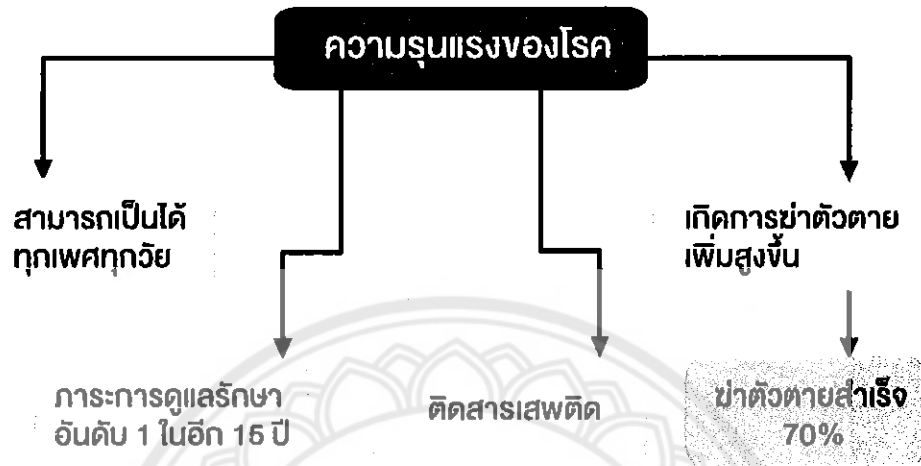 ความรุนแรงของโรค
สามารถเป็นได้
ทุกเพศทุกวัย
เกิดการฆ่าตัวตาย
เพิ่มสูงขึ้น
ภาระการดูแลรักษา
อันดับ 1 ในอีก 15 ปี
ติดสารเสพติด
ฆ่าตัวตายสำเร็จ
70%